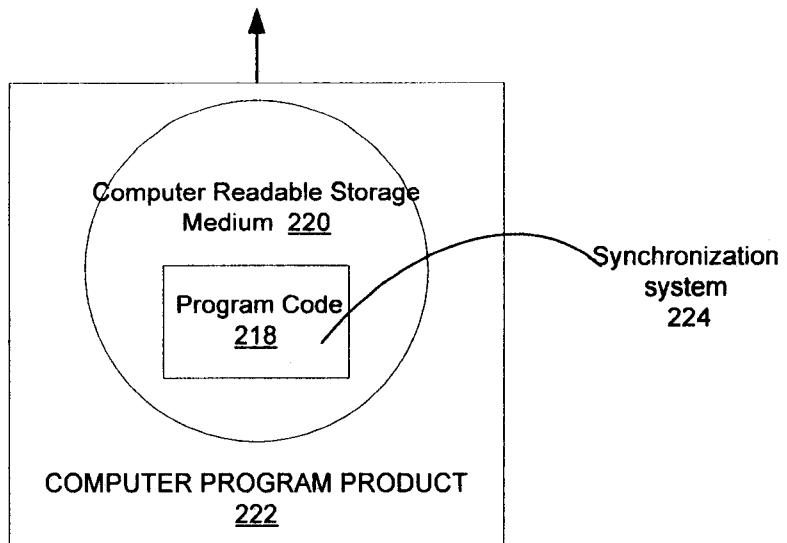 Computer Readable Storage
Medium 220
Program Code
218
Synchronization
system
224
COMPUTER PROGRAM PRODUCT
222